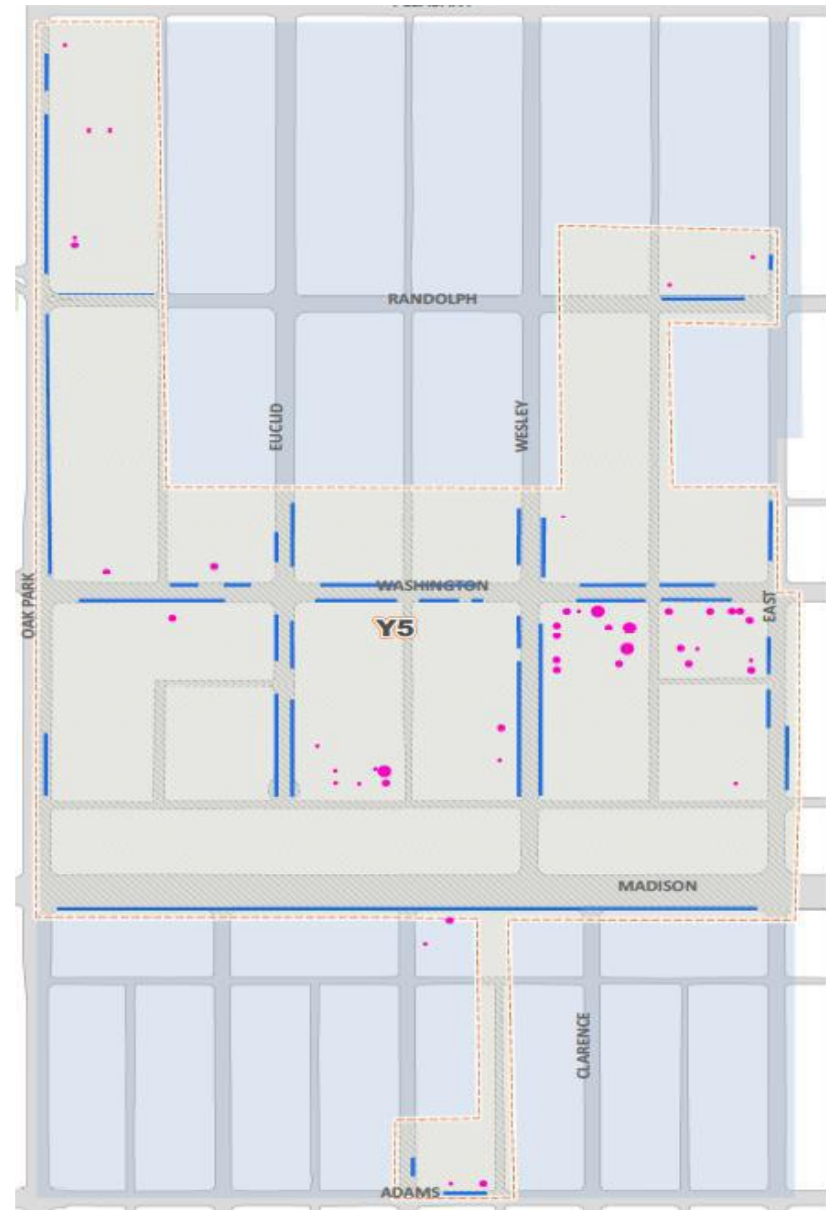 RANDOLPH
EUCLID
WESLEY
OAK PARK
WASHINGTON
EAST
Y5
MADISON
CLARENCE
ADAMS